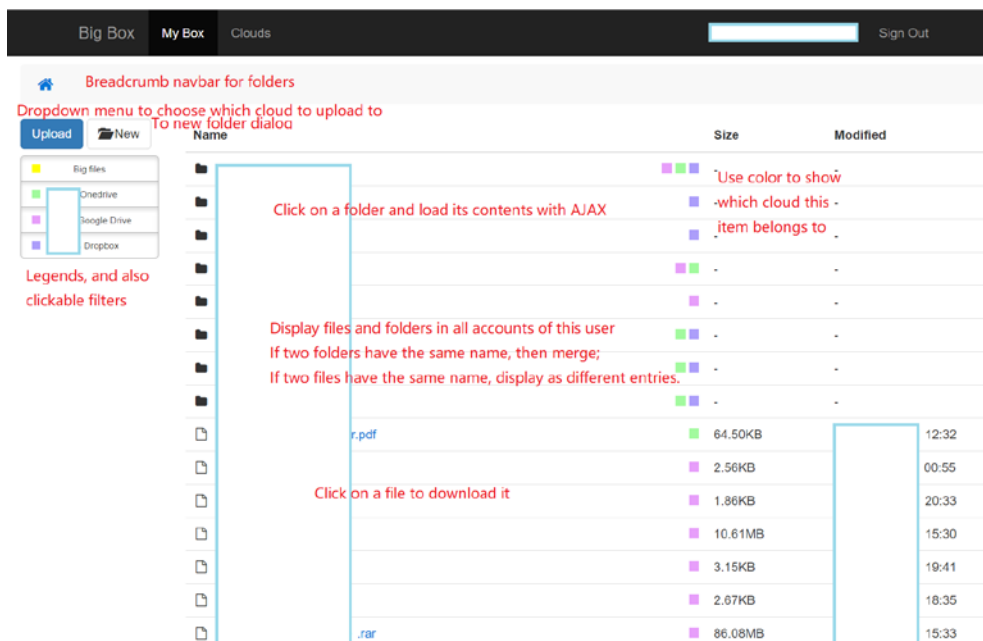 Big Box My Box Clouds Sign Out
Breadcrumb navbar for folders
Dropdown menu to choose which cloud to upload to
To new folder dialog
Upload New Name Size Modified
Big files
Onedrive
Google Drive
Dropbox
Legends, and also
clickable filters
Use color to show
which cloud this
item belongs to
Click on a folder and load its contents with AJAX
Display files and folders in all accounts of this user
If two folders have the same name, then merge;
If two files have the same name, display as different entries.
- -
- -
- -
- -
- -
- -
- -
- -
r.pdf 64.50KB 12:32
2.56KB 00:55
Click on a file to download it
1.86KB 20:33
10.61MB 15:30
3.15KB 19:41
2.67KB 18:35
.rar 86.08MB 15:33